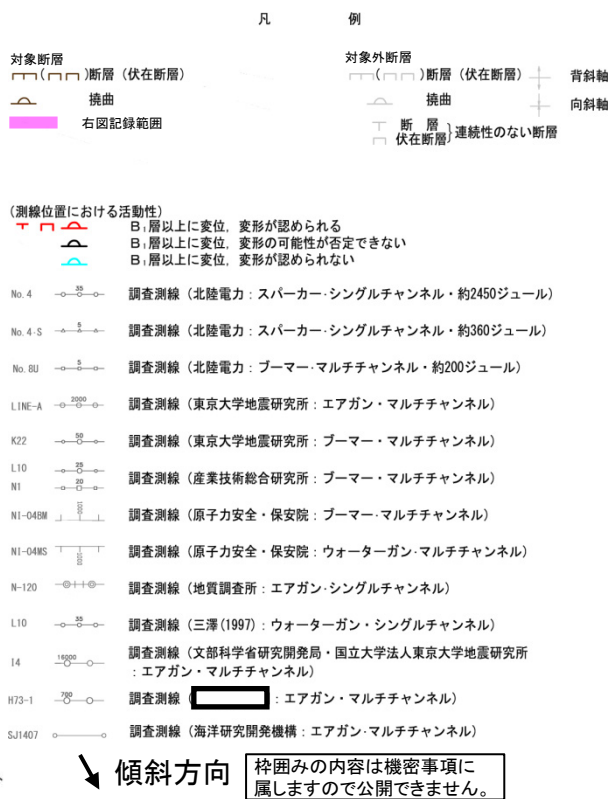 凡　例
対象断層
( )断層（伏在断層）
撓曲
右図記録範囲
対象外断層
( )断層（伏在断層）
撓曲
断層
伏在断層}連続性のない断層
背斜軸
向斜軸
(測線位置における活動性)
B₁層以上に変位，変形が認められる
B₁層以上に変位，変形の可能性が否定できない
B₁層以上に変位，変形が認められない
No.4 35 調査測線（北陸電力：スパーカー・シングルチャンネル・約2450ジュール）
No.4-S 5 調査測線（北陸電力：スパーカー・シングルチャンネル・約360ジュール）
No.8U 5 調査測線（北陸電力：ブーマー・マルチチャンネル・約200ジュール）
LINE-A 2000 調査測線（東京大学地震研究所：エアガン・マルチチャンネル）
K22 50 調査測線（東京大学地震研究所：ブーマー・マルチチャンネル）
L10 25
N1 20 調査測線（産業技術総合研究所：ブーマー・マルチチャンネル）
NI-04BM 1000 調査測線（原子力安全・保安院：ブーマー・マルチチャンネル）
NI-04MS 1000 調査測線（原子力安全・保安院：ウォーターガン・マルチチャンネル）
N-120 調査測線（地質調査所：エアガン・シングルチャンネル）
L10 35 調査測線（三澤(1997)：ウォーターガン・シングルチャンネル）
I4 16000 調査測線（文部科学省研究開発局・国立大学法人東京大学地震研究所
：エアガン・マルチチャンネル）
H73-1 700 調査測線（ ：エアガン・マルチチャンネル）
SJ1407 調査測線（海洋研究開発機構：エアガン・マルチチャンネル）
傾斜方向
枠囲みの内容は機密事項に
属しますので公開できません。